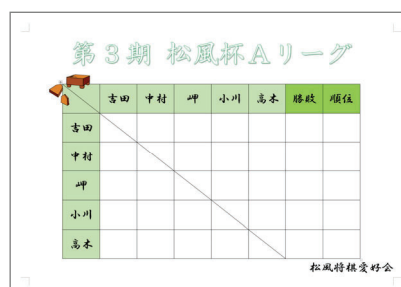 第３期 松風杯Ａリーグ
吉田 中村 岬 小川 高木 勝敗 順位
吉田
中村
岬
小川
高木
松風将棋愛好会